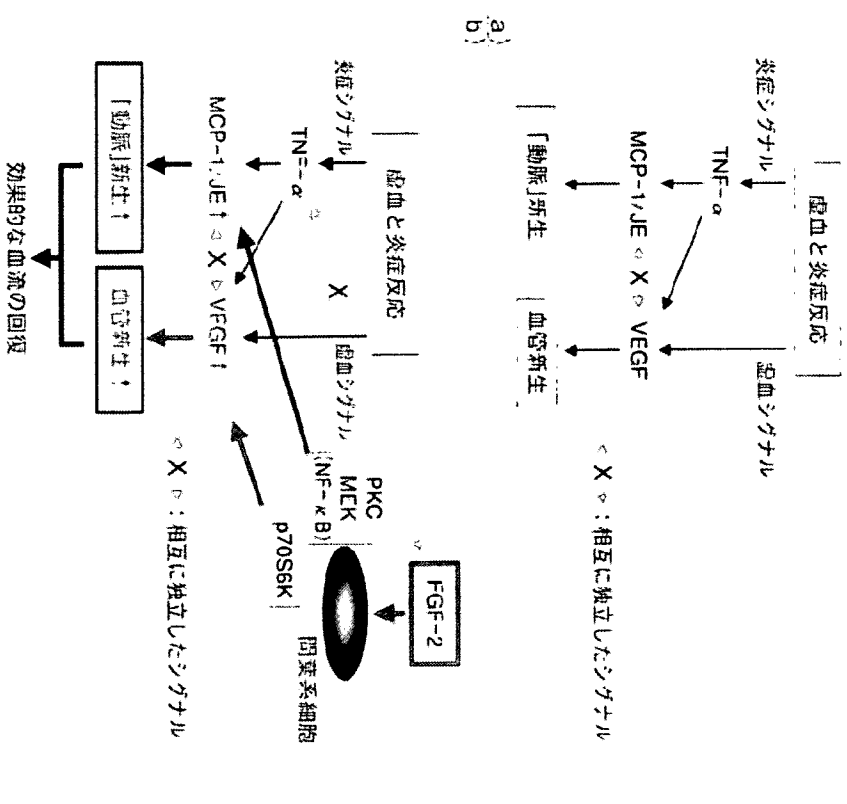 虚血と炎症反応
炎症シグナル
虚血シグナル
TNF-α
MCP-1/JE ◁ X ▷ VEGF
◁ X ▷ : 相互に独立したシグナル
「動脈」新生
血管新生
a
b
FGF-2
虚血と炎症反応
PKC
MEK
(NF-κB)
間葉系細胞
炎症シグナル
X
虚血シグナル
TNF-α
p70S6K
MCP-1/JE↑ ◁ X ▷ VEGF↑
◁ X ▷ : 相互に独立したシグナル
「動脈」新生↑
血管新生↑
効果的な血流の回復